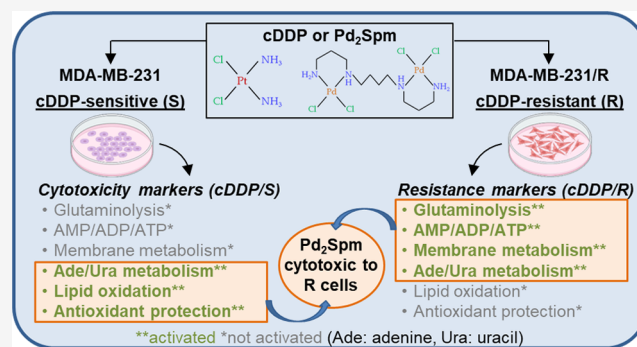 cDDP or Pd₂Spm
MDA-MB-231
cDDP-sensitive (S)
Cl
NH₃
Pt
Cl
NH₃
H₂N
N
H
Pd
Cl
Cl
Cl
Cl
Pd
H
N
NH₂
MDA-MB-231/R
cDDP-resistant (R)
Cytotoxicity markers (cDDP/S)
• Glutaminolysis*
• AMP/ADP/ATP*
• Membrane metabolism*
• Ade/Ura metabolism**
• Lipid oxidation**
• Antioxidant protection**
Pd₂Spm
cytotoxic to
R cells
Resistance markers (cDDP/R)
• Glutaminolysis**
• AMP/ADP/ATP**
• Membrane metabolism**
• Ade/Ura metabolism**
• Lipid oxidation*
• Antioxidant protection*
**activated *not activated (Ade: adenine, Ura: uracil)